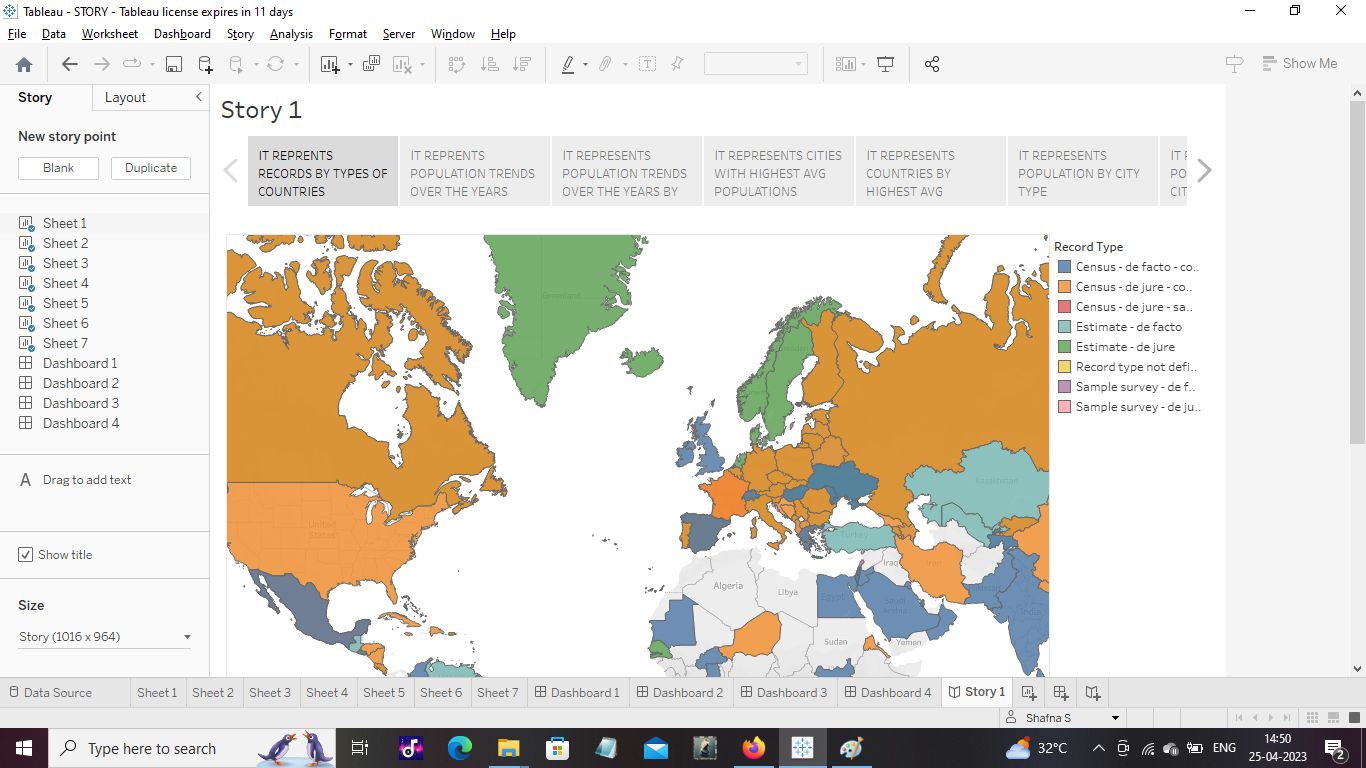 Tableau - STORY - Tableau license expires in 11 days
File Data Worksheet Dashboard Story Analysis Format Server Window Help
Show Me
Story Layout
New story point
Blank Duplicate
Sheet 1
Sheet 2
Sheet 3
Sheet 4
Sheet 5
Sheet 6
Sheet 7
Dashboard 1
Dashboard 2
Dashboard 3
Dashboard 4
A Drag to add text
Show title
Size
Story (1016 x 964)
Story 1
IT REPRENTS
RECORDS BY TYPES OF
COUNTRIES
IT REPRENTS
POPULATION TRENDS
OVER THE YEARS
IT REPRESENTS
POPULATION TRENDS
OVER THE YEARS BY
IT REPRESENTS CITIES
WITH HIGHEST AVG
POPULATIONS
IT REPRESENTS
COUNTRIES BY
HIGHEST AVG
IT REPRESENTS
POPULATION BY CITY
TYPE
PO
CIT
Greenland
Sweden
United
States
Kazakhstan
Turkey
Iraq
Iran
Algeria
Libya
Egypt
Saudi
Arabia
Pakistan
India
Sudan
Yemen
Record Type
Census - de facto - co..
Census - de jure - co..
Census - de jure - sa..
Estimate - de facto
Estimate - de jure
Record type not defi..
Sample survey - de f..
Sample survey - de ju..
Data Source Sheet 1 Sheet 2 Sheet 3 Sheet 4 Sheet 5 Sheet 6 Sheet 7 Dashboard 1 Dashboard 2 Dashboard 3 Dashboard 4 Story 1
Shafna S
Type here to search
32°C
ENG
14:50
25-04-2023
2